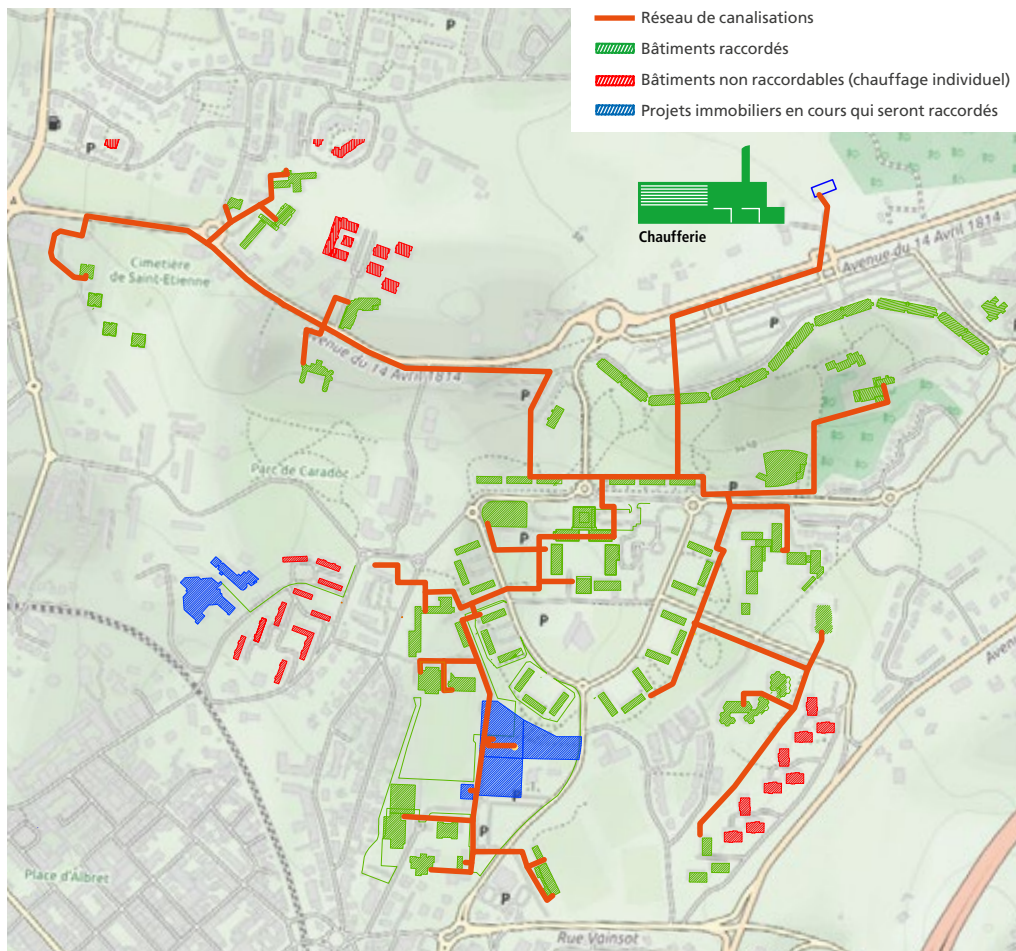 Réseau de canalisations
Bâtiments raccordés
Bâtiments non raccordables (chauffage individuel)
Projets immobiliers en cours qui seront raccordés
P
P
Chaufferie
Avenue du 14 Avril 1814
Cimetière
de Saint-Etienne
P
Avenue du 14 Avril 1814
P
Parc de Caradoc
P
P
P
P
P
Place d'Albret
P
Rue Vainsot
Avenue